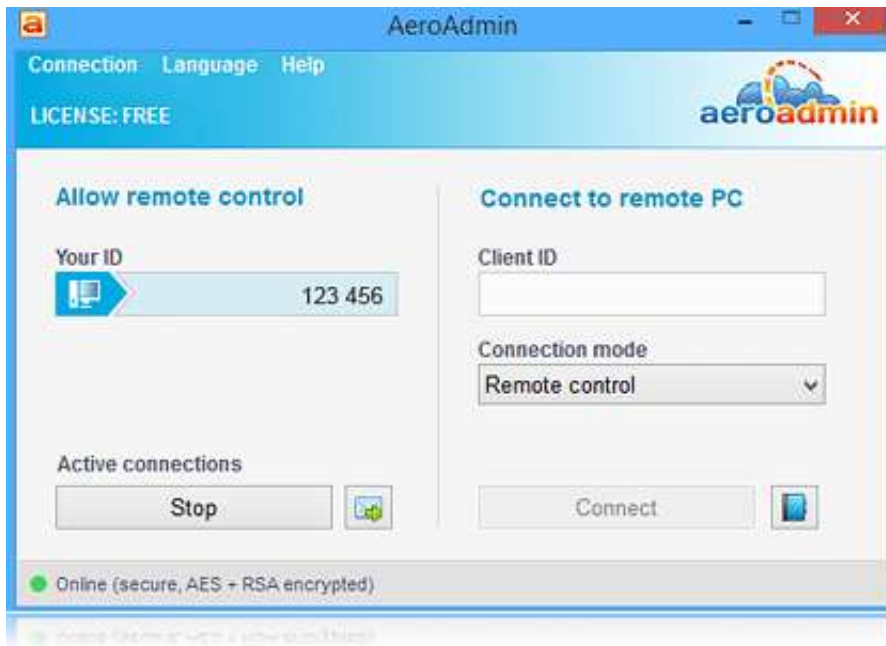 AeroAdmin
Connection Language Help
LICENSE: FREE
aeroadmin
Allow remote control
Your ID
123 456
Active connections
Stop
Connect to remote PC
Client ID
Connection mode
Remote control
Connect
Online (secure, AES + RSA encrypted)